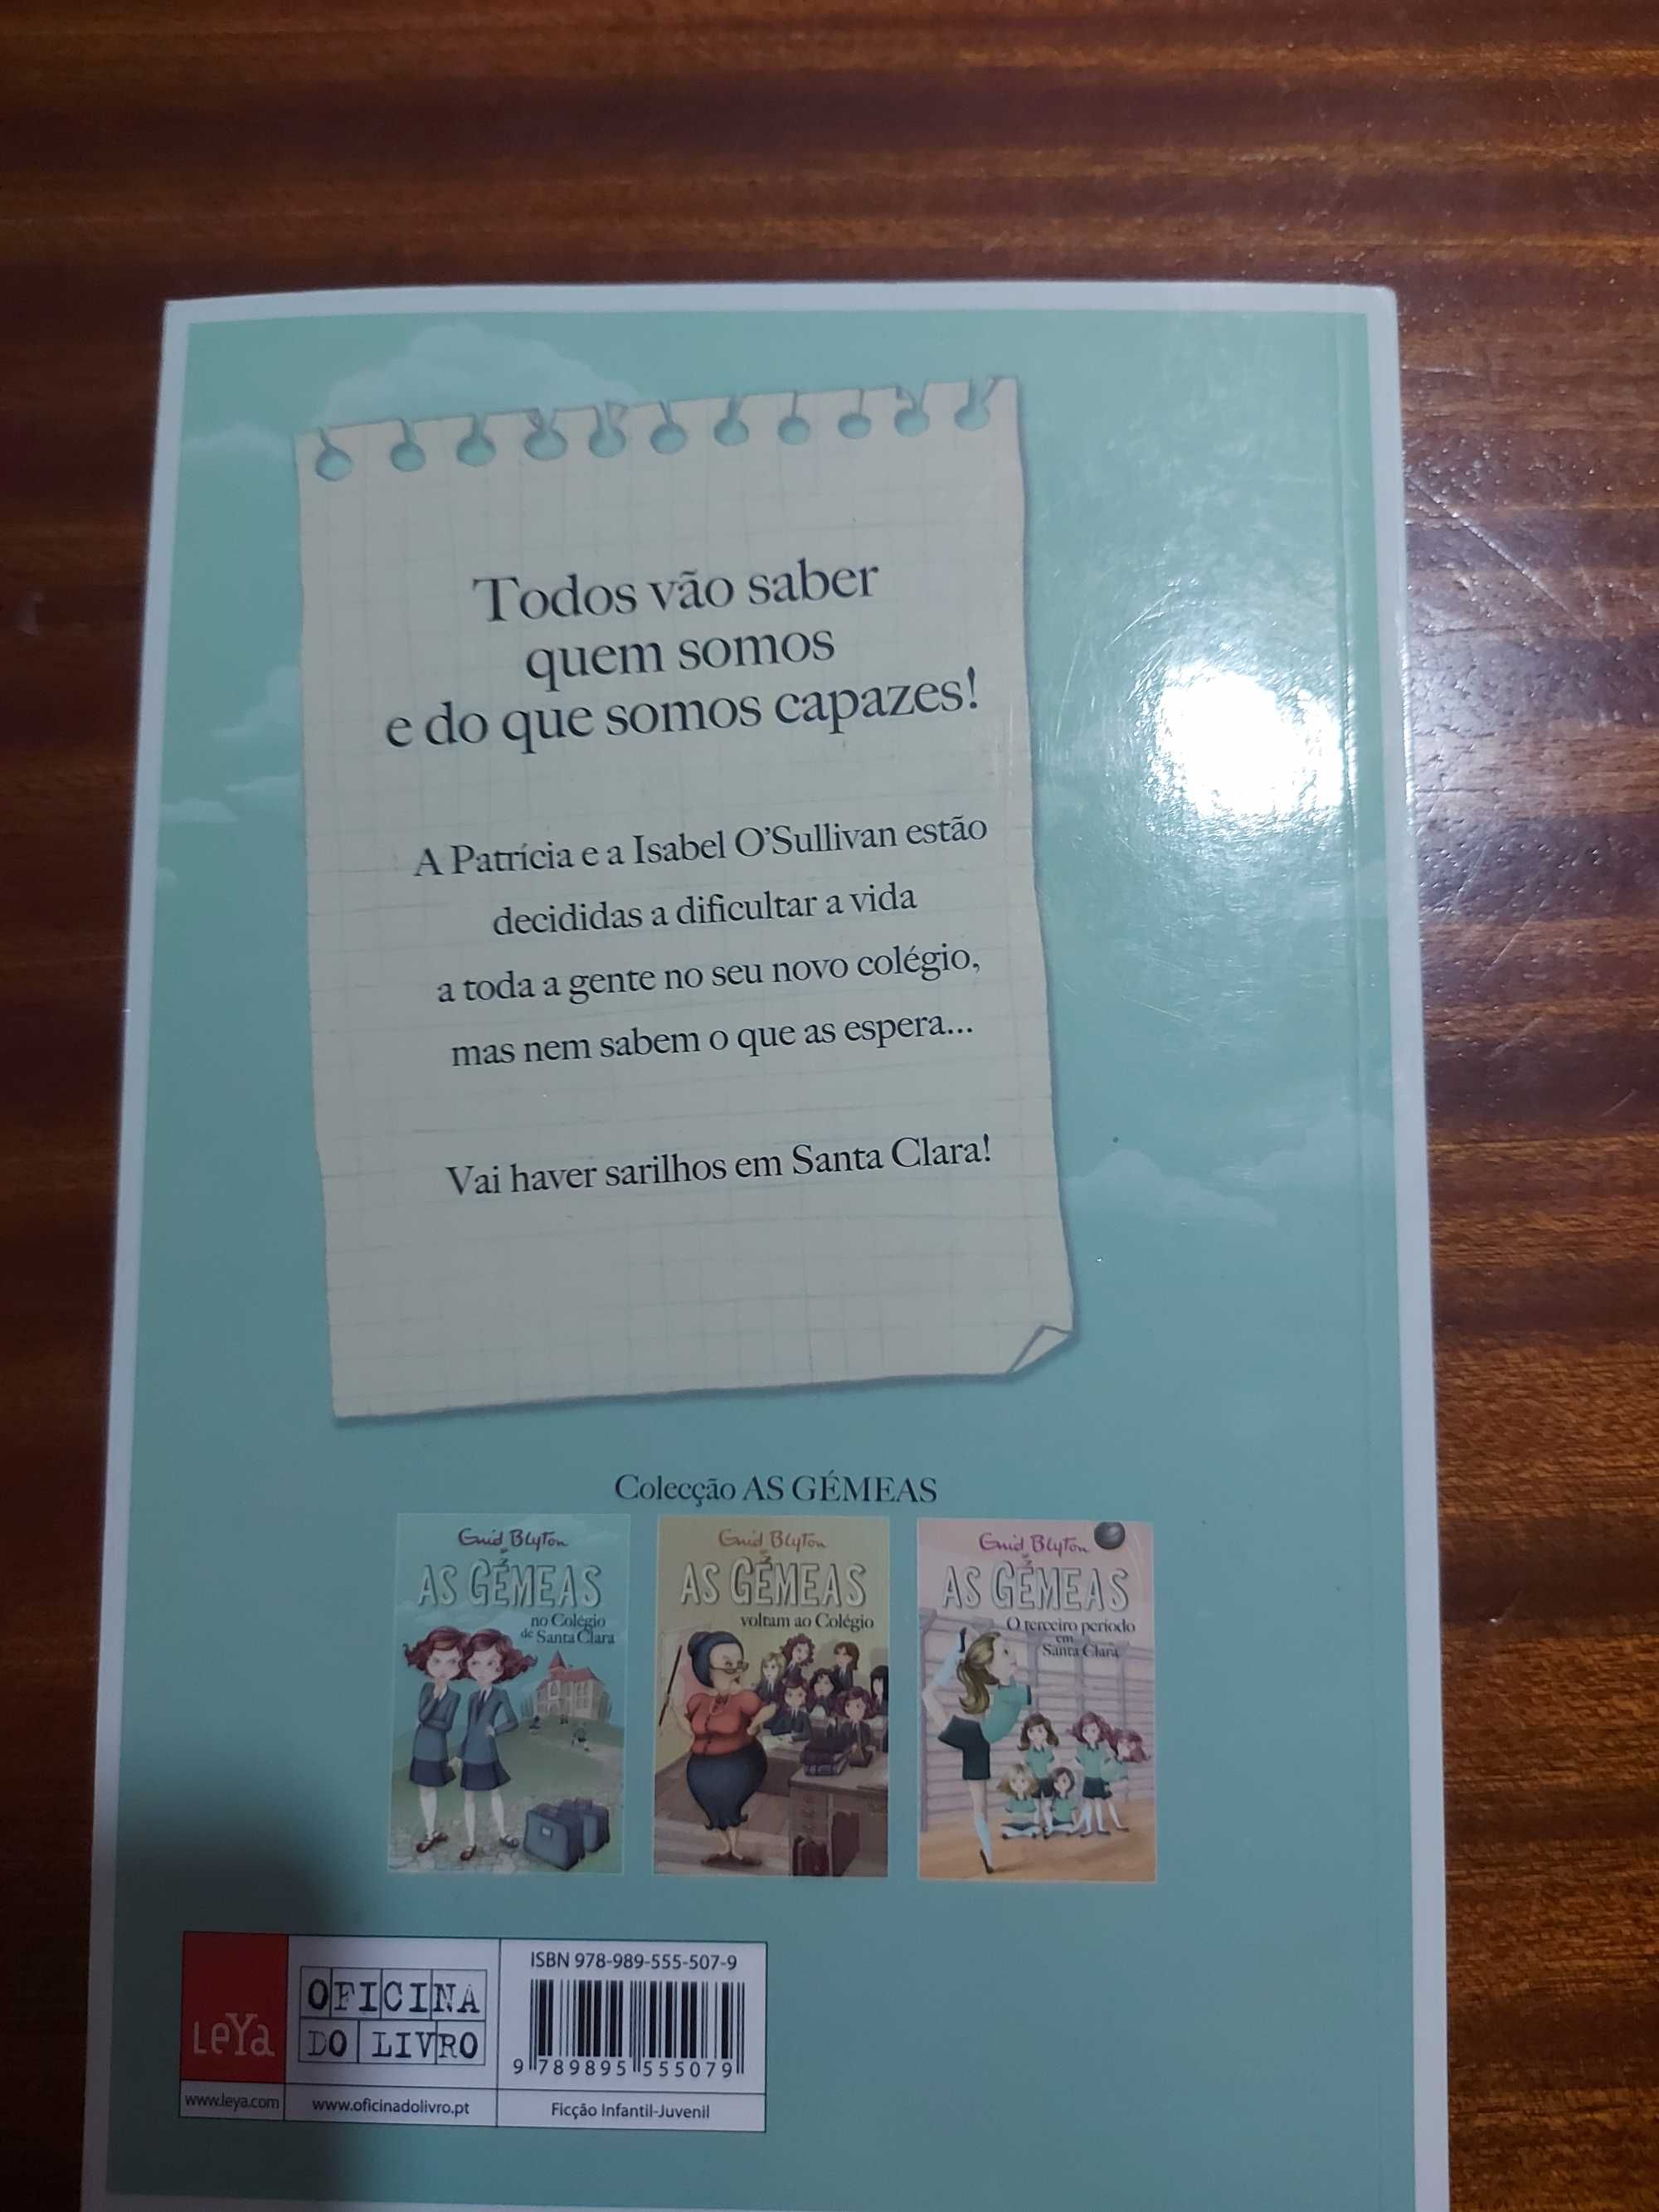 Todos vão saber
quem somos
e do que somos capazes!
A Patrícia e a Isabel O'Sullivan estão
decididas a dificultar a vida
a toda a gente no seu novo colégio,
mas nem sabem o que as espera...
Vai haver sarilhos em Santa Clara!
Colecção AS GÉMEAS
Enid Blyton
AS GÉMEAS
no Colégio
de Santa Clara
Enid Blyton
AS GÉMEAS
voltam ao Colégio
Enid Blyton
AS GÉMEAS
O terceiro período
em
Santa Clara
LeYa
www.leya.com
OFICINA
DO LIVRO
www.oficinadolivro.pt
ISBN 978-989-555-507-9
9 789895 555079
Ficção Infantil-Juvenil